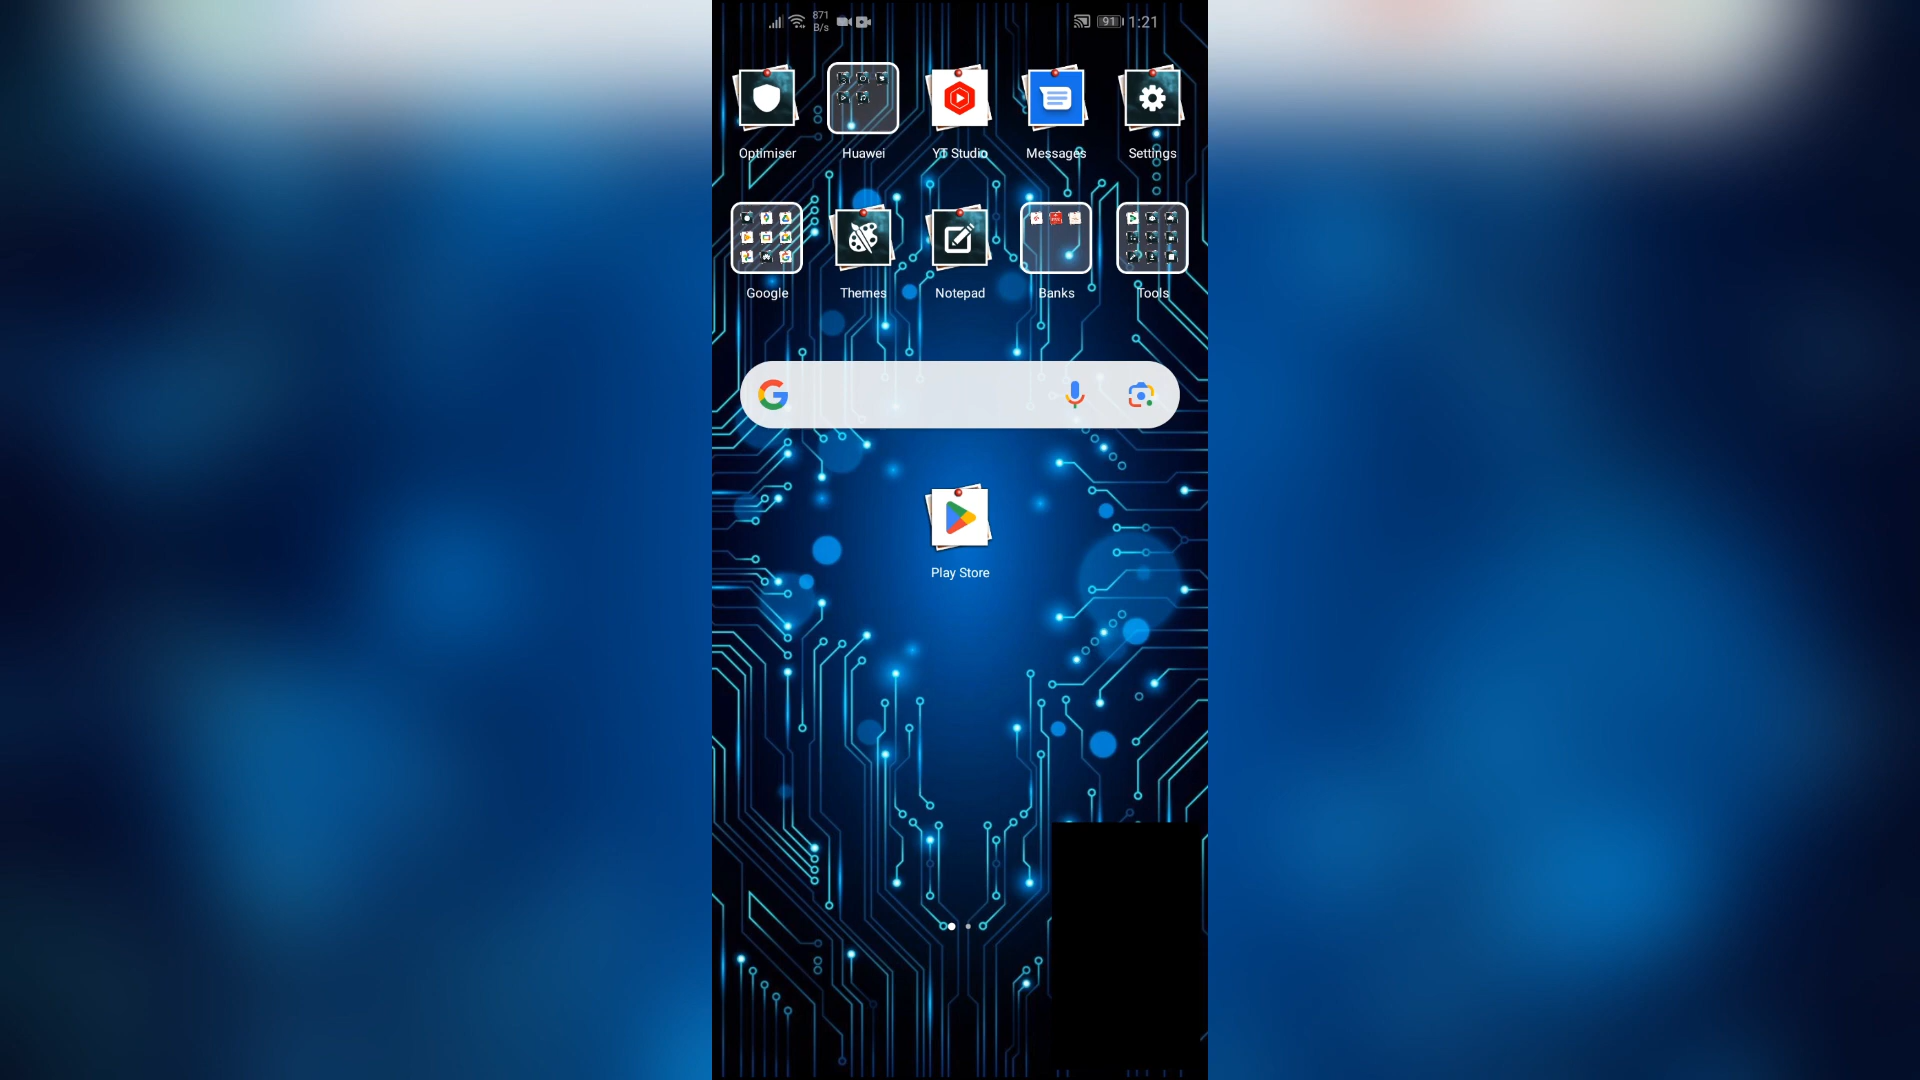 871
B/s
91
1:21
Optimiser
Huawei
YT Studio
Messages
Settings
Google
Themes
Notepad
Banks
Tools
Play Store